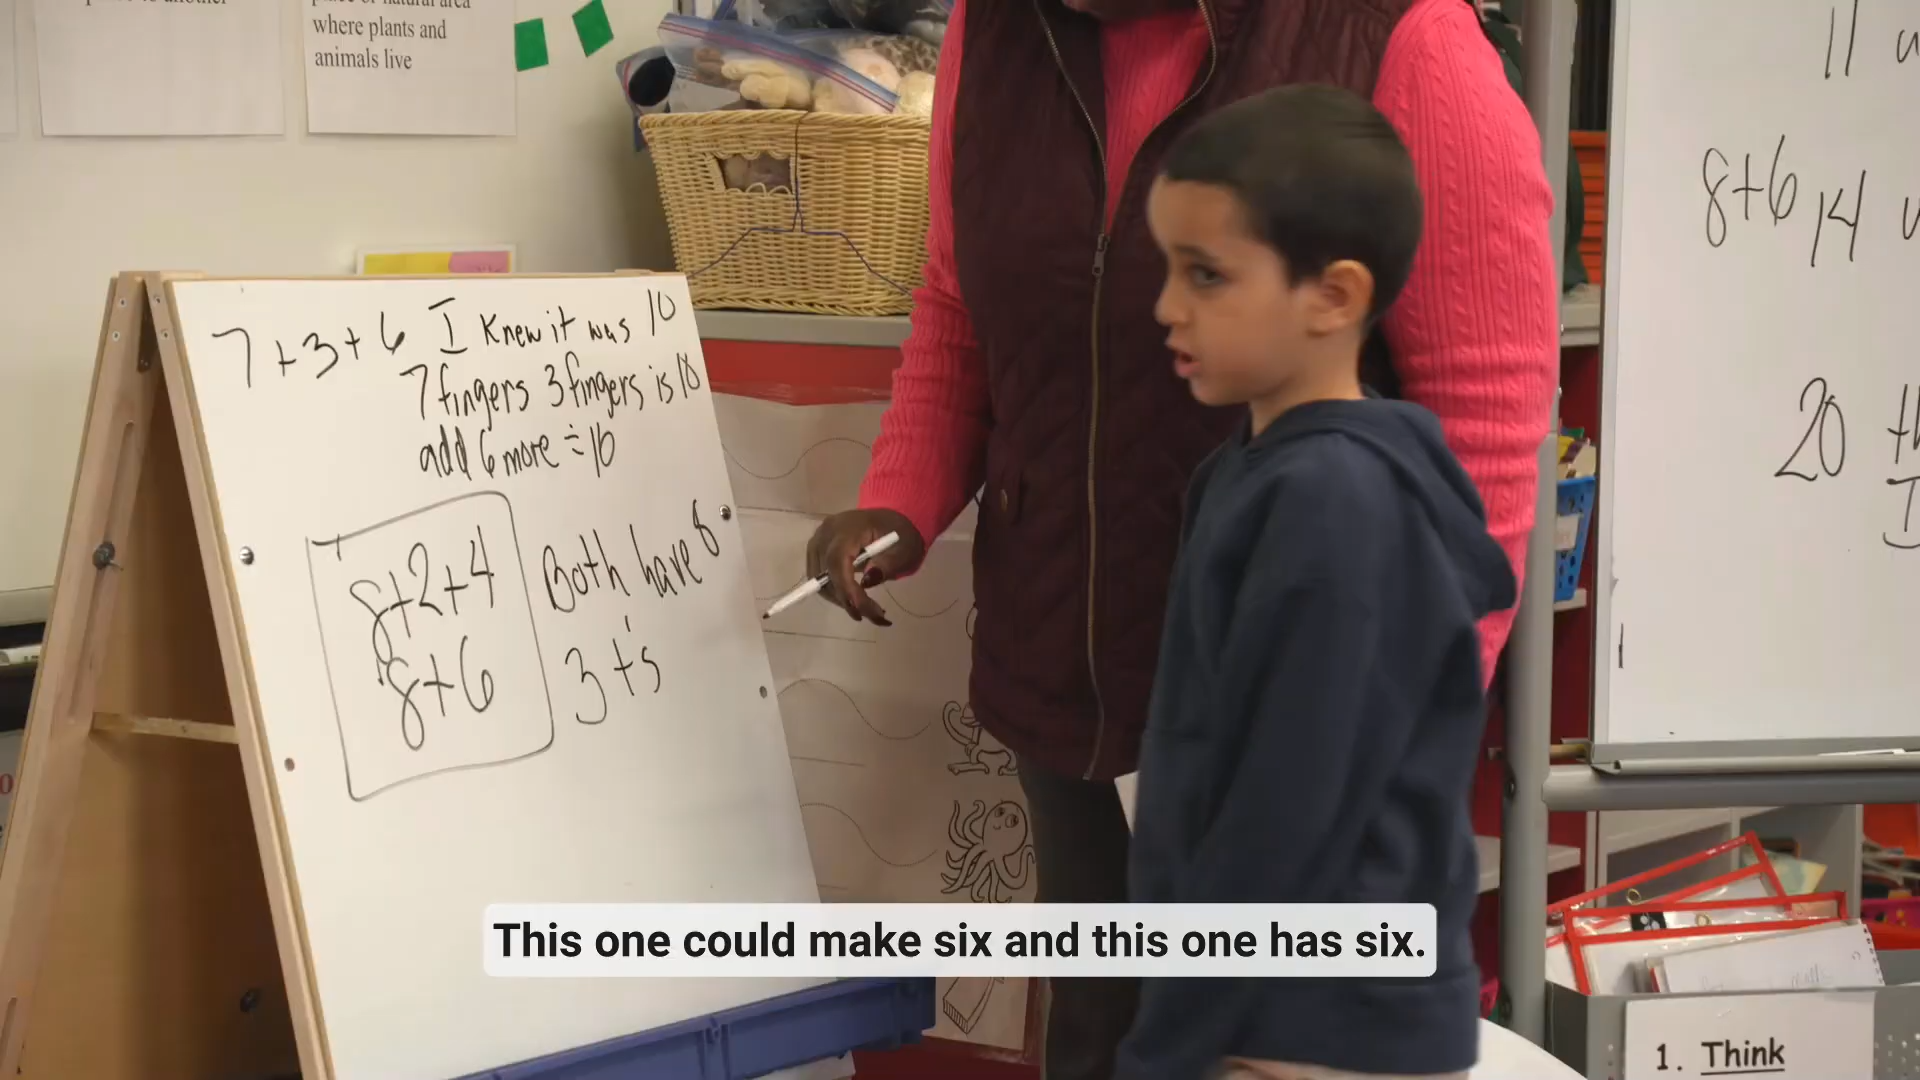 where plants and
animals live
7+3+6 I Knew it was 10
7 fingers 3 fingers is 10
add 6 more = 16
8+2+4 Both have 8
8+6 3 +'s
11
8+6 14
20
This one could make six and this one has six.
1. Think